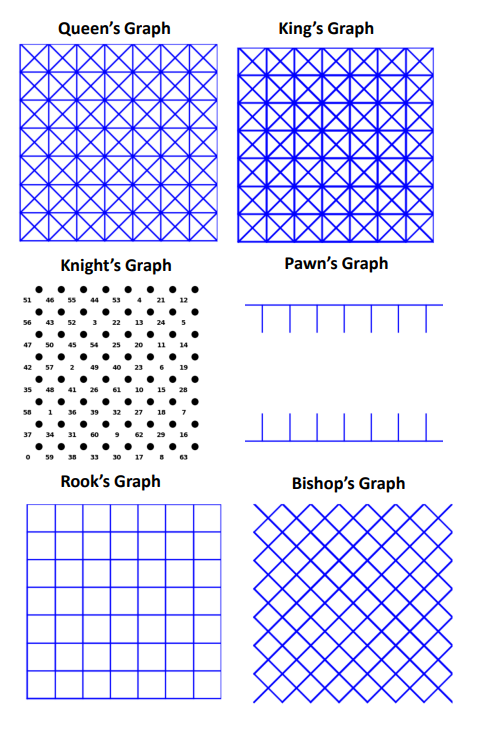 Queen's Graph
King's Graph
Knight's Graph
Pawn's Graph
51 46 55 44 53 4 21 12
56 43 52 3 22 13 24 5
47 50 45 54 25 20 11 14
42 57 2 49 40 23 6 19
35 48 41 26 61 10 15 28
58 1 36 39 32 27 18 7
37 34 31 60 9 62 29 16
0 59 38 33 30 17 8 63
Rook's Graph
Bishop's Graph